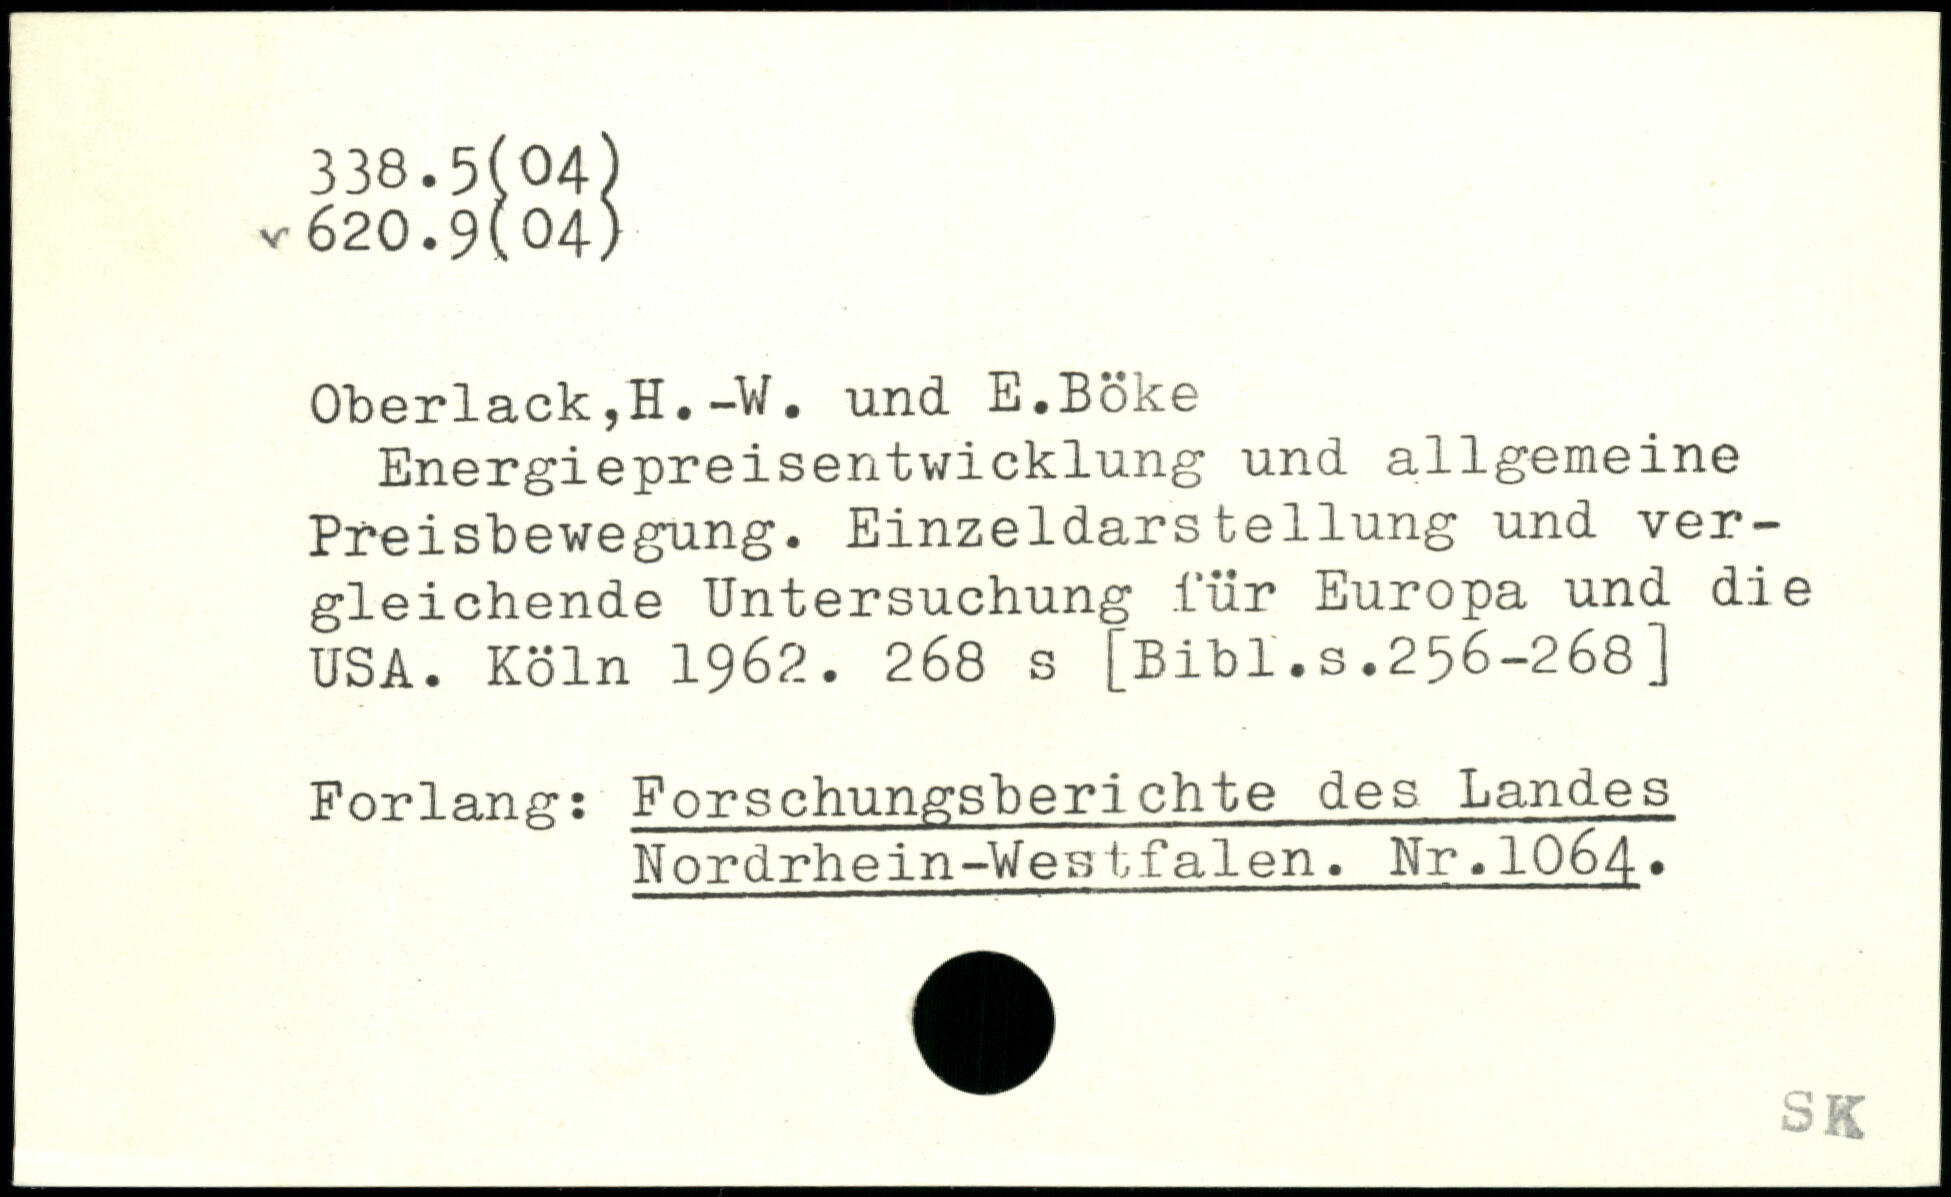 338.5(04)
v 620.9(04)
Oberlack,H.-W. und E.Böke
Energiepreisentwicklung und allgemeine
Preisbewegung. Einzeldarstellung und ver-
gleichende Untersuchung für Europa und die
USA. Köln 1962. 268 s [Bibl.s.256-268]
Forlang: Forschungsberichte des Landes
Nordrhein-Westfalen. Nr.1064.
SK